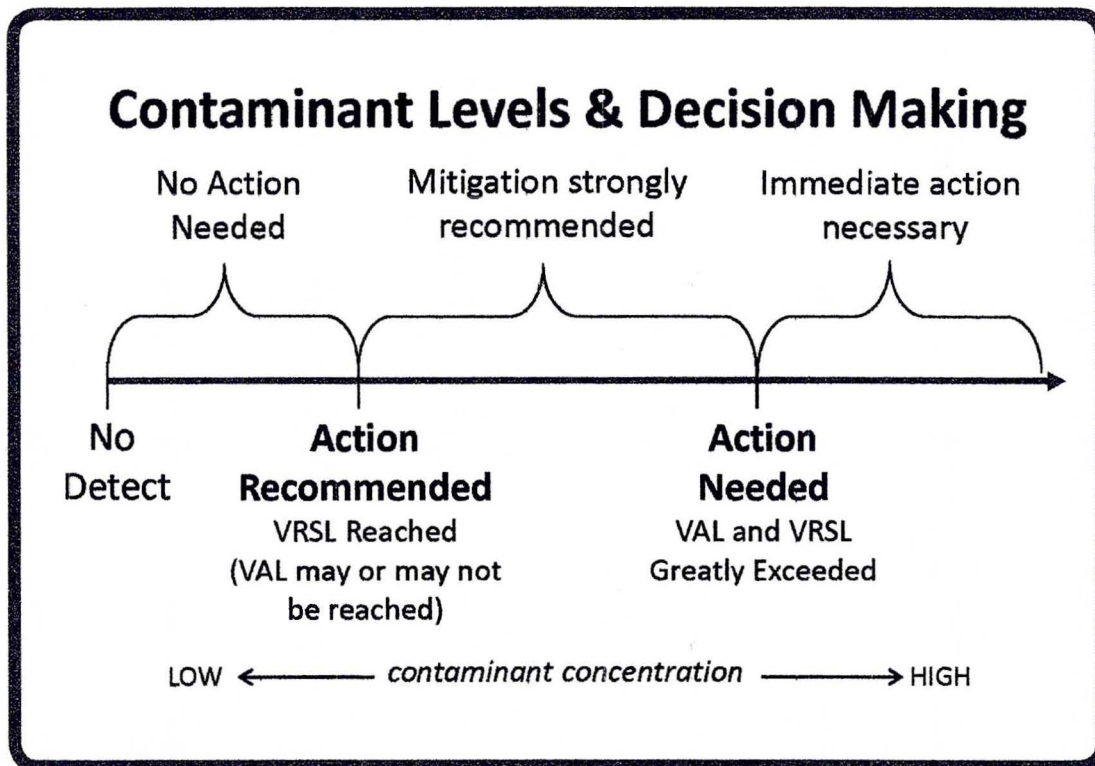 Contaminant Levels & Decision Making
No Action
Needed
Mitigation strongly
recommended
Immediate action
necessary
No
Detect
Action
Recommended
VRSL Reached
(VAL may or may not
be reached)
Action
Needed
VAL and VRSL
Greatly Exceeded
LOW contaminant concentration HIGH